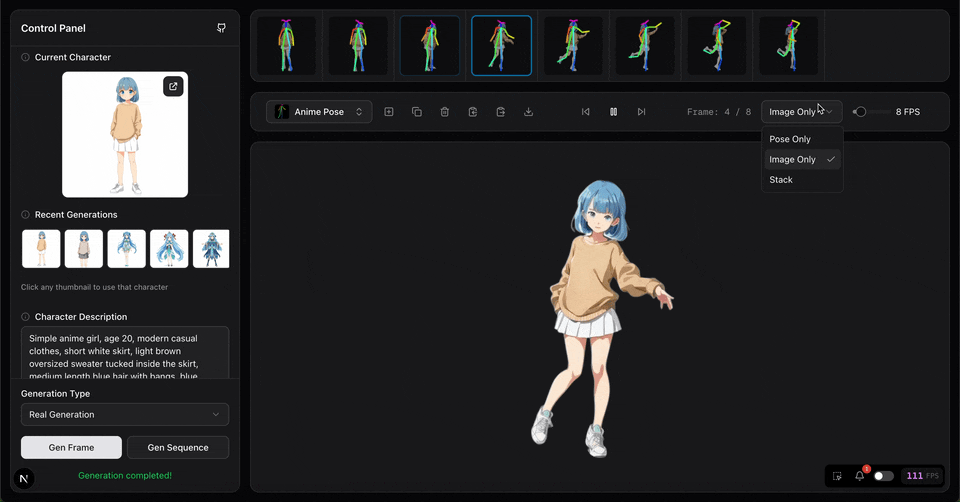 Control Panel
Current Character
Recent Generations
Click any thumbnail to use that character
Character Description
Simple anime girl, age 20, modern casual
clothes, short white skirt, light brown
oversized sweater tucked inside the skirt,
medium length blue hair with bangs, blue
Generation Type
Real Generation
Gen Frame
Gen Sequence
Generation completed!
N
Anime Pose
Frame: 4 / 8
Image Only
8 FPS
Pose Only
Image Only
Stack
1
111 FPS